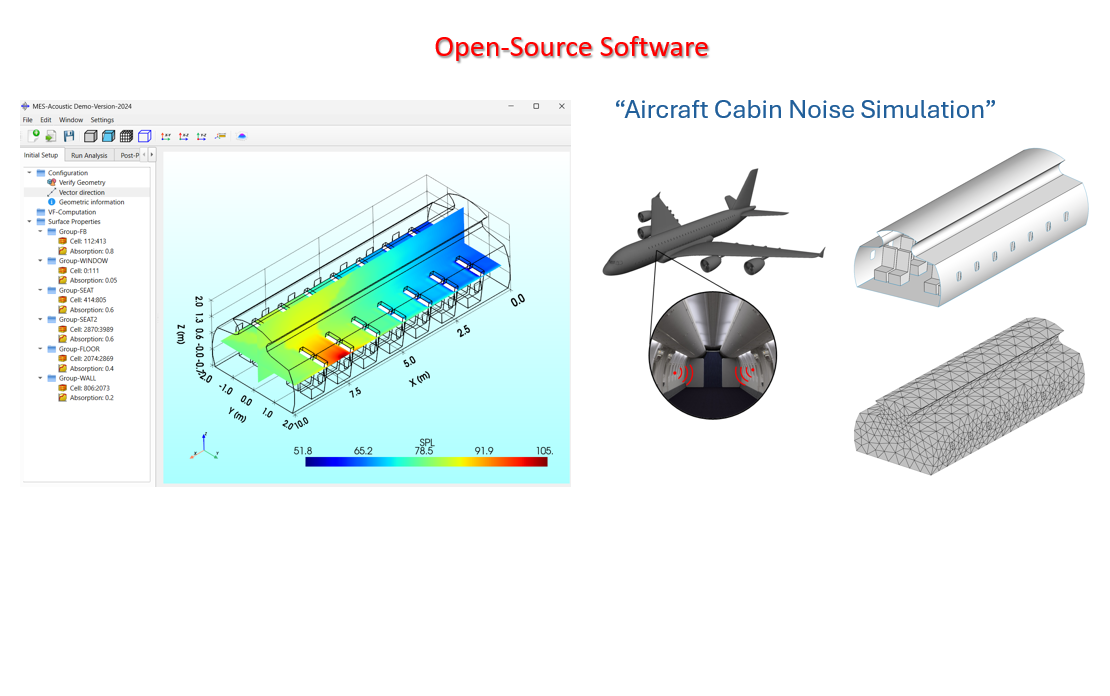 Open-Source Software
MES-Acoustic Demo-Version-2024
File Edit Window Settings
Initial Setup Run Analysis Post-P
Configuration
Verify Geometry
Vector direction
Geometric information
VF-Computation
Surface Properties
Group-FB
Cell: 112:413
Absorption: 0.8
Group-WINDOW
Cell: 0:111
Absorption: 0.05
Group-SEAT
Cell: 414:805
Absorption: 0.6
Group-SEAT2
Cell: 2870:3989
Absorption: 0.6
Group-FLOOR
Cell: 2074:2869
Absorption: 0.4
Group-WALL
Cell: 806:2073
Absorption: 0.2
2.0
1.3
0.6
-0.0
Z (m)
-2.0
-1.0
0.0
1.0
2.0
Y (m)
10.0
7.5
5.0
2.5
0.0
X (m)
SPL
51.8 65.2 78.5 91.9 105.
“Aircraft Cabin Noise Simulation”